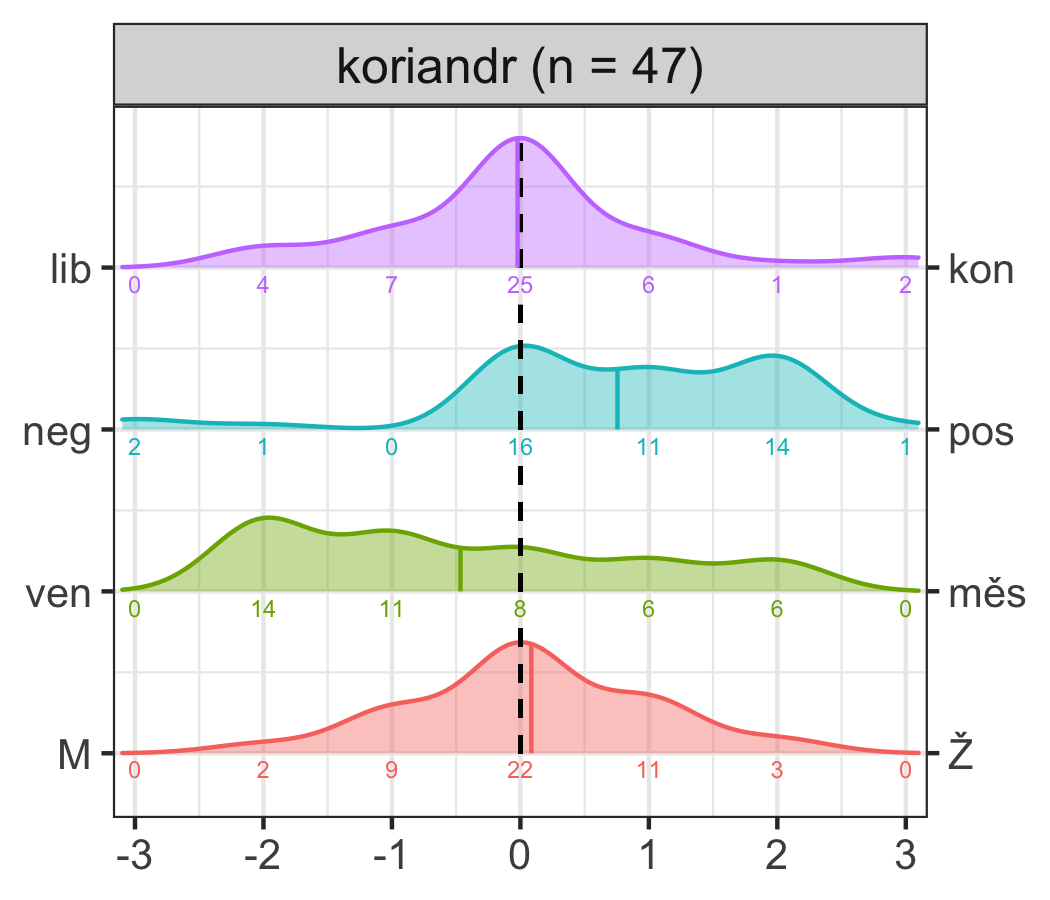 koriandr (n = 47)
lib kon
0 4 7 25 6 1 2
neg pos
2 1 0 16 11 14 1
ven měs
0 14 11 8 6 6 0
M Ž
0 2 9 22 11 3 0
-3 -2 -1 0 1 2 3